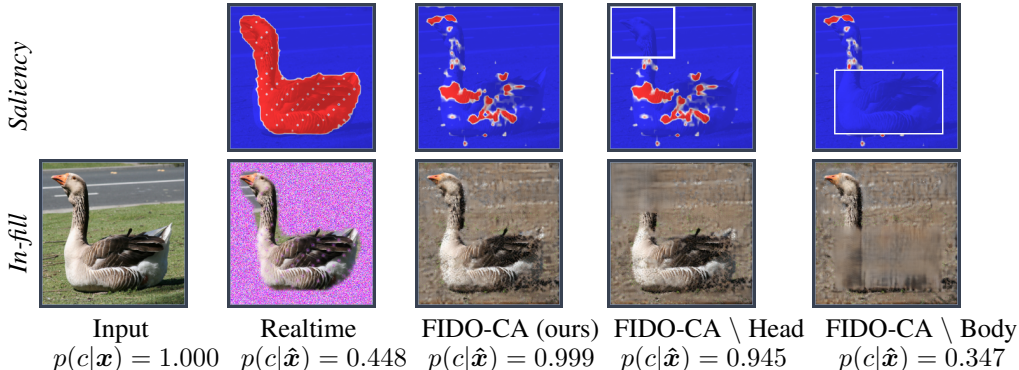 Saliency
In-fill
Input Realtime FIDO-CA (ours) FIDO-CA \ Head FIDO-CA \ Body
p(c|x) = 1.000 p(c|x̂) = 0.448 p(c|x̂) = 0.999 p(c|x̂) = 0.945 p(c|x̂) = 0.347